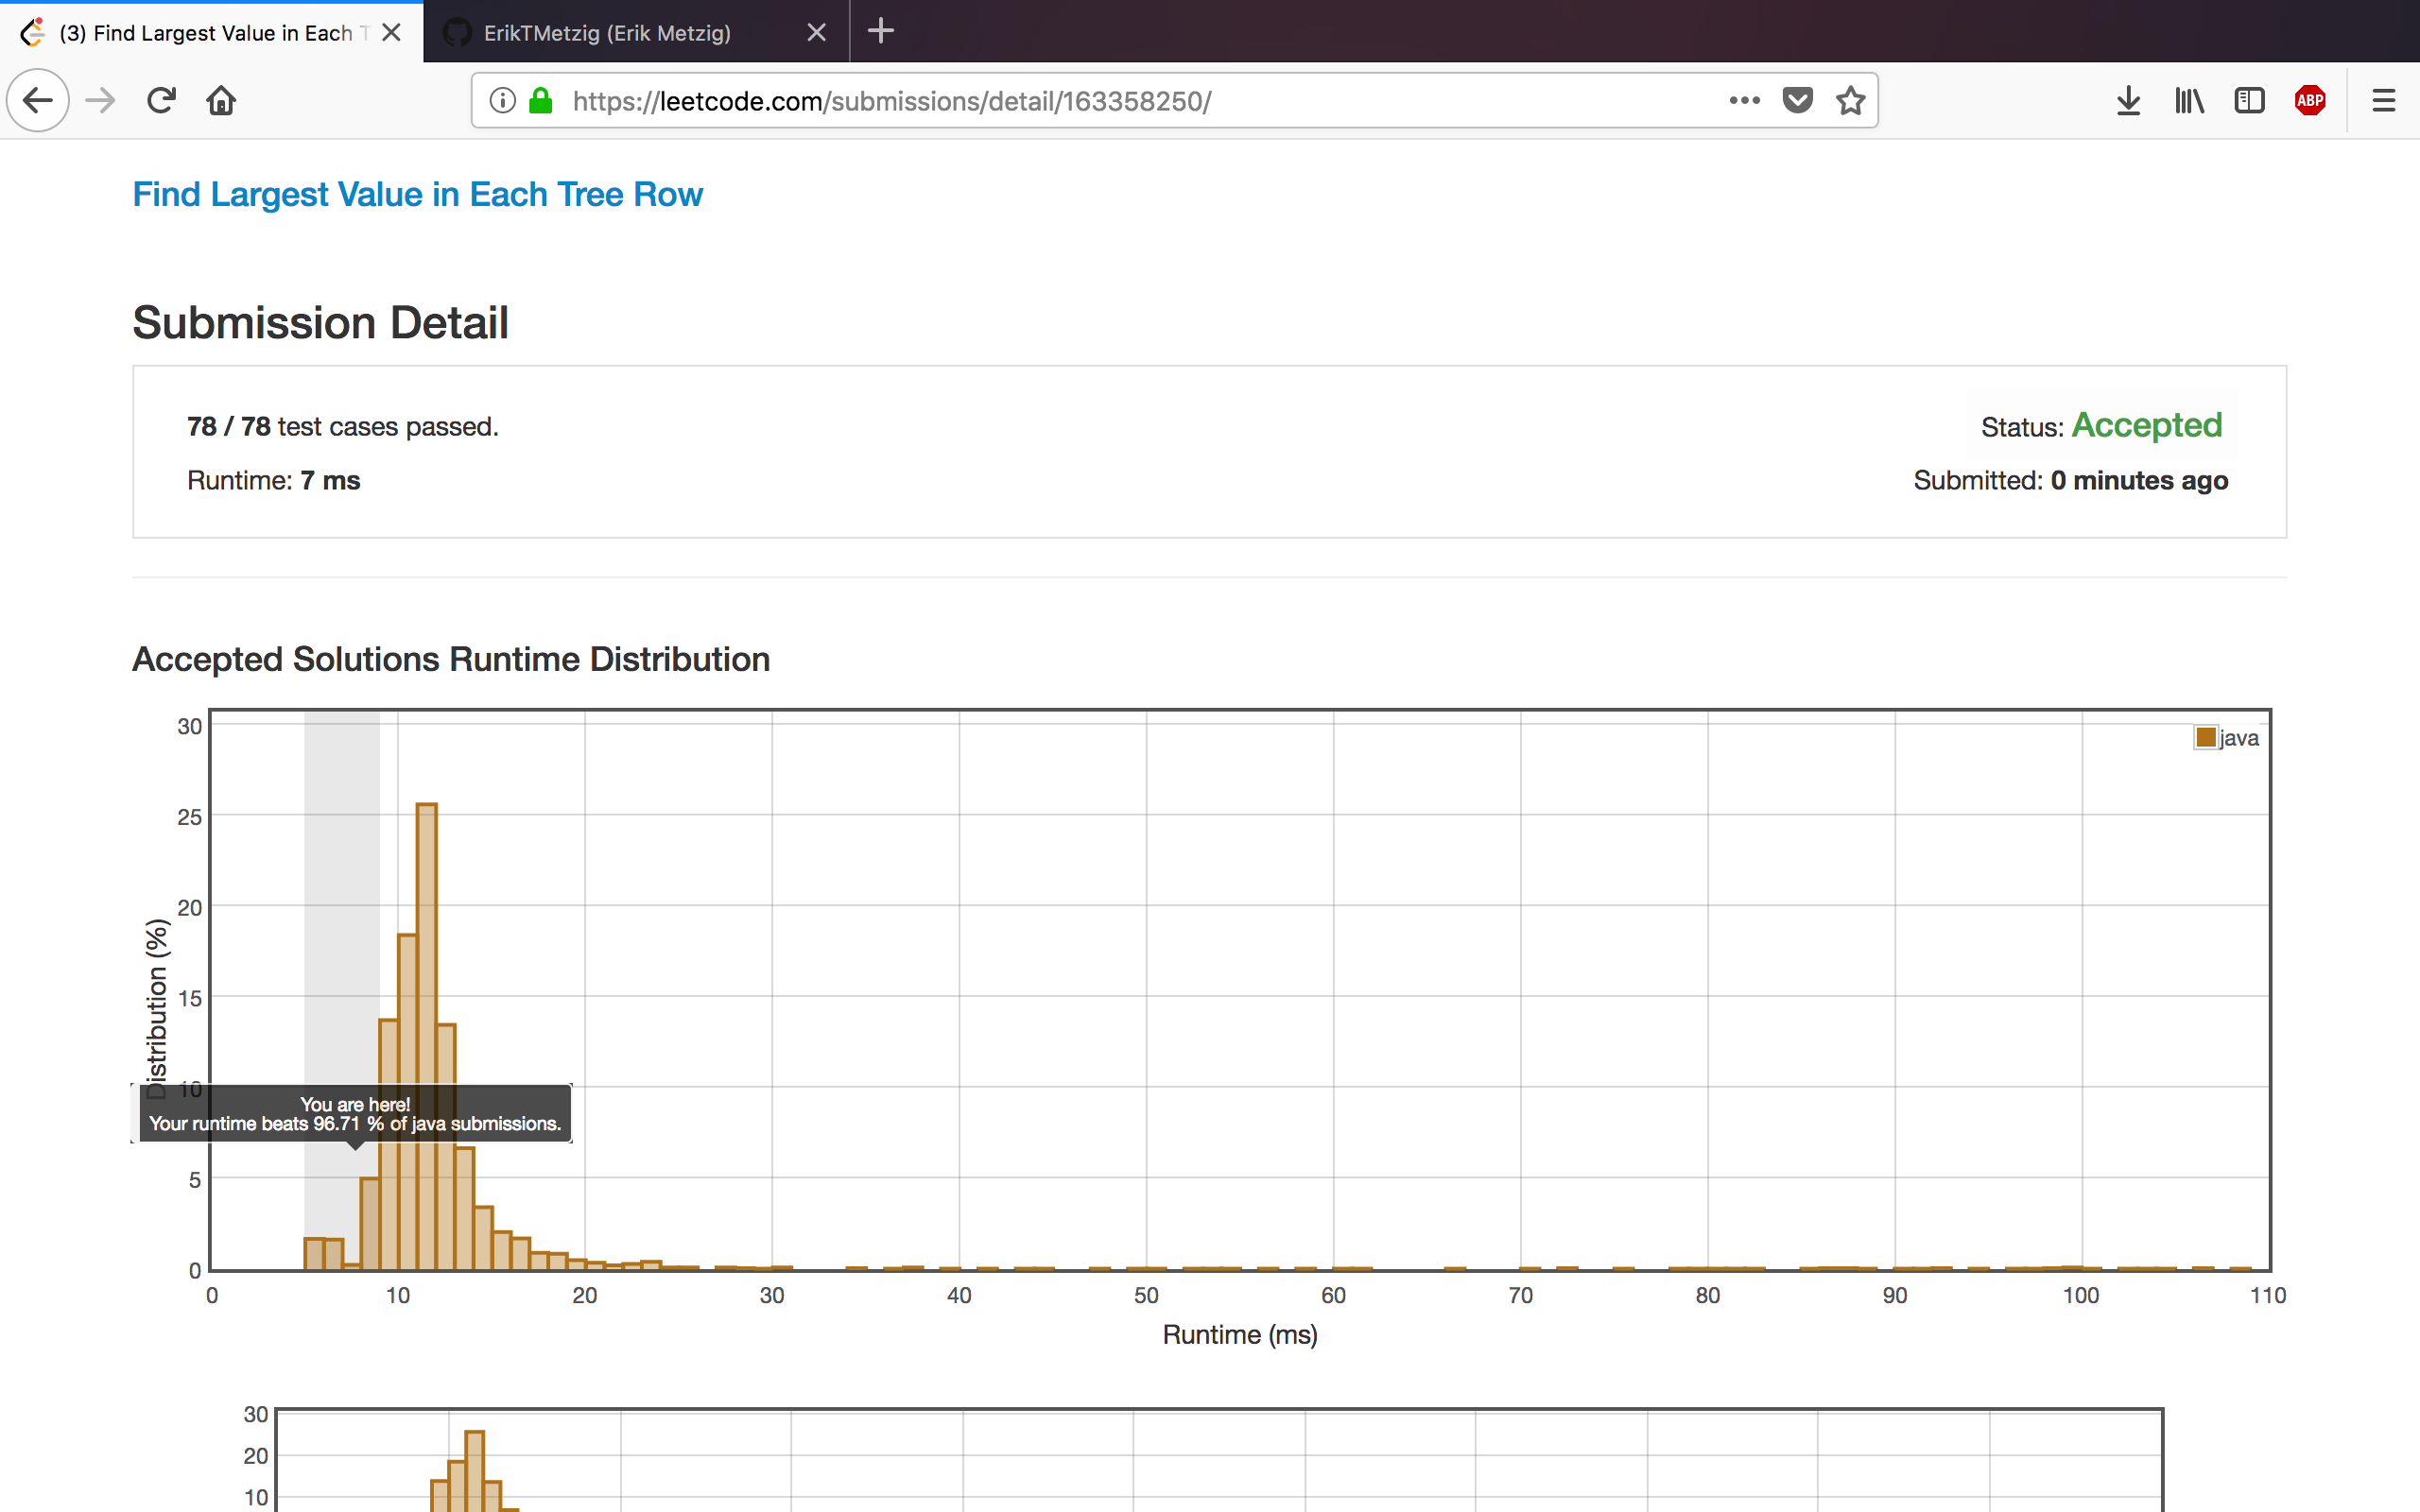 (3) Find Largest Value in Each T
ErikTMetzig (Erik Metzig)
https://leetcode.com/submissions/detail/163358250/
ABP
Find Largest Value in Each Tree Row
Submission Detail
78 / 78 test cases passed.
Status: Accepted
Runtime: 7 ms
Submitted: 0 minutes ago
Accepted Solutions Runtime Distribution
java
30
25
20
15
10
5
0
Distribution (%)
You are here!
Your runtime beats 96.71 % of java submissions.
0 10 20 30 40 50 60 70 80 90 100 110
Runtime (ms)
30
20
10